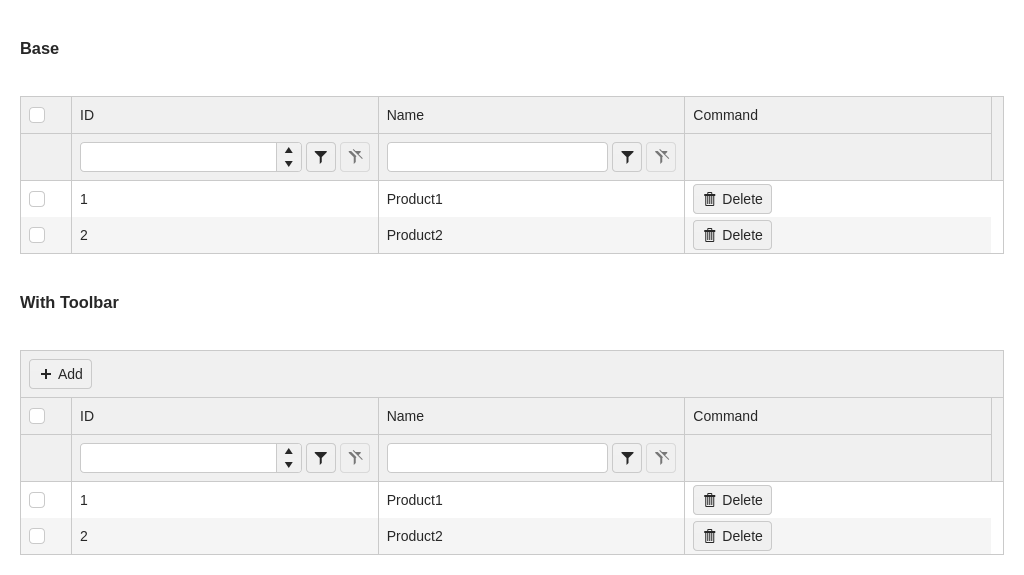 Base
ID Name Command
1 Product1 Delete
2 Product2 Delete
With Toolbar
Add
ID Name Command
1 Product1 Delete
2 Product2 Delete